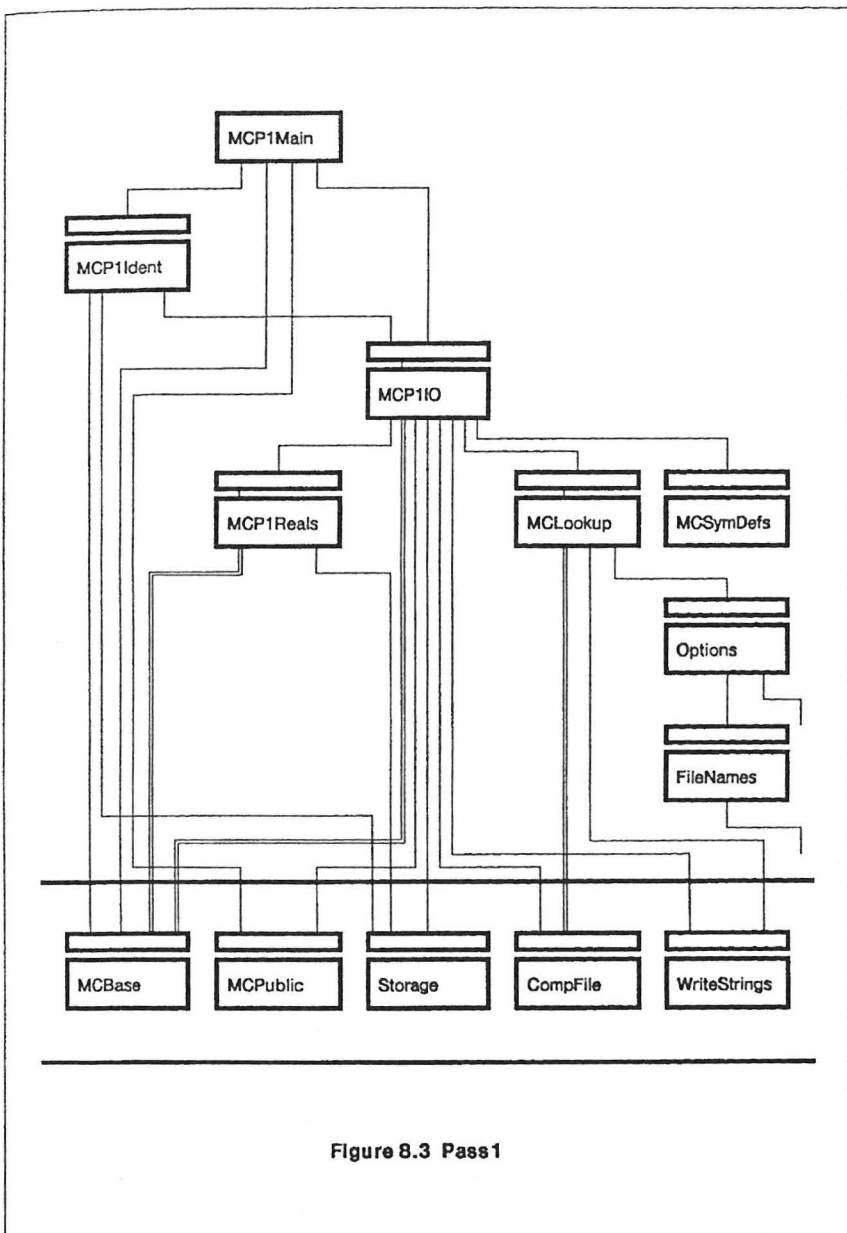 MCP1Main
MCP1Ident
MCP1IO
MCP1Reals
MCLookup
MCSymDefs
Options
FileNames
MCBase
MCPublic
Storage
CompFile
WriteStrings
Figure 8.3 Pass1